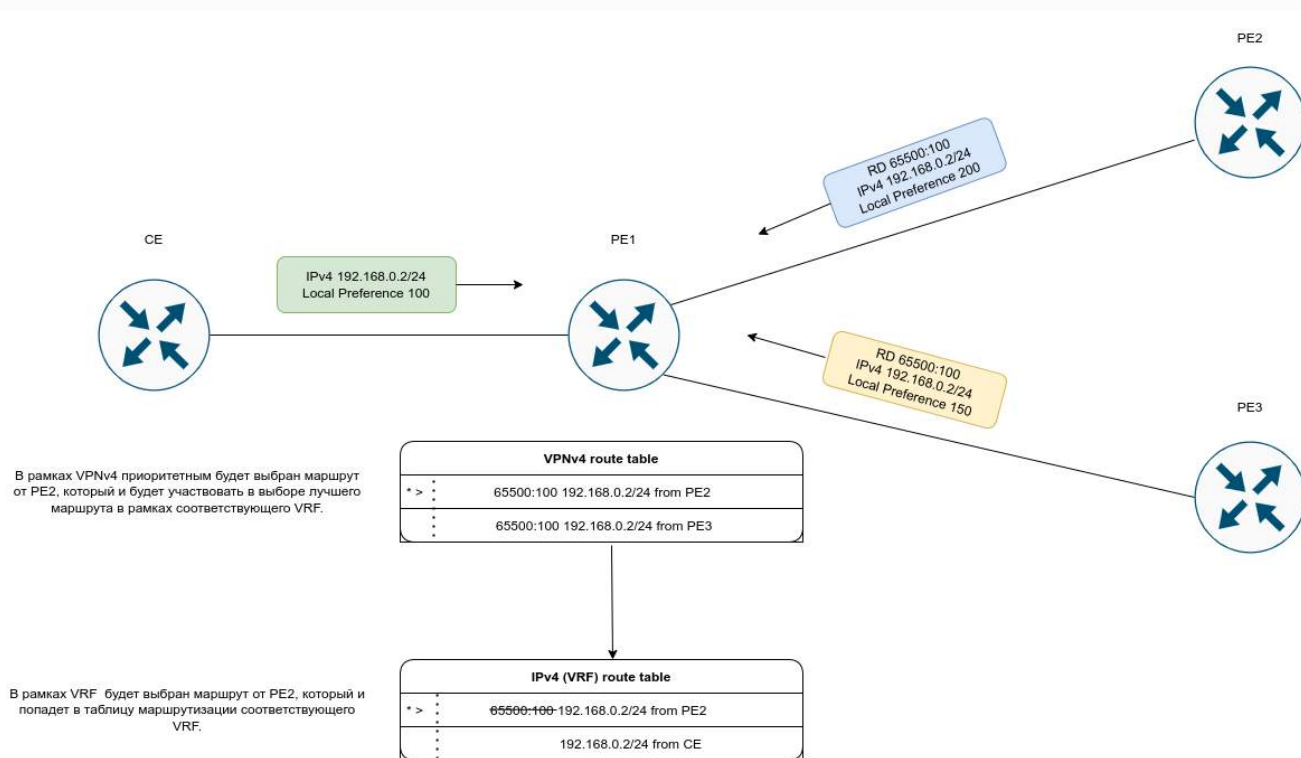 PE2
RD 65500:100
IPv4 192.168.0.2/24
Local Preference 200
CE
PE1
IPv4 192.168.0.2/24
Local Preference 100
RD 65500:100
IPv4 192.168.0.2/24
Local Preference 150
PE3
В рамках VPNv4 приоритетным будет выбран маршрут
от PE2, который и будет участвовать в выборе лучшего
маршрута в рамках соответствующего VRF.
VPNv4 route table
* > 65500:100 192.168.0.2/24 from PE2
65500:100 192.168.0.2/24 from PE3
В рамках VRF будет выбран маршрут от PE2, который и
попадет в таблицу маршрутизации соответствующего
VRF.
IPv4 (VRF) route table
* > 65500:100 192.168.0.2/24 from PE2
192.168.0.2/24 from CE